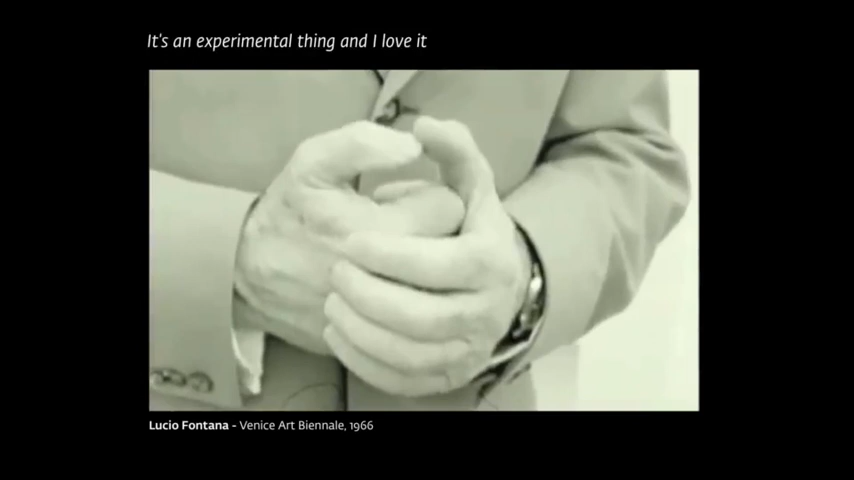 It's an experimental thing and I love it
Lucio Fontana - Venice Art Biennale, 1966